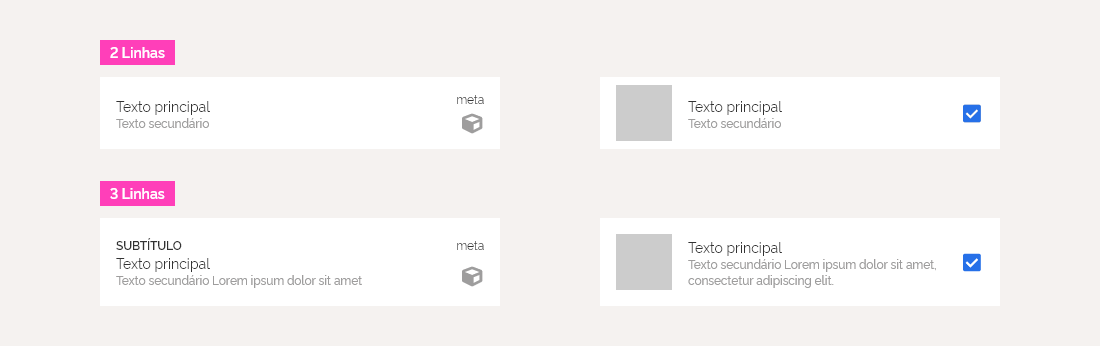 2 Linhas
Texto principal
Texto secundário
meta
Texto principal
Texto secundário
3 Linhas
SUBTÍTULO
Texto principal
Texto secundário Lorem ipsum dolor sit amet
meta
Texto principal
Texto secundário Lorem ipsum dolor sit amet,
consectetur adipiscing elit.